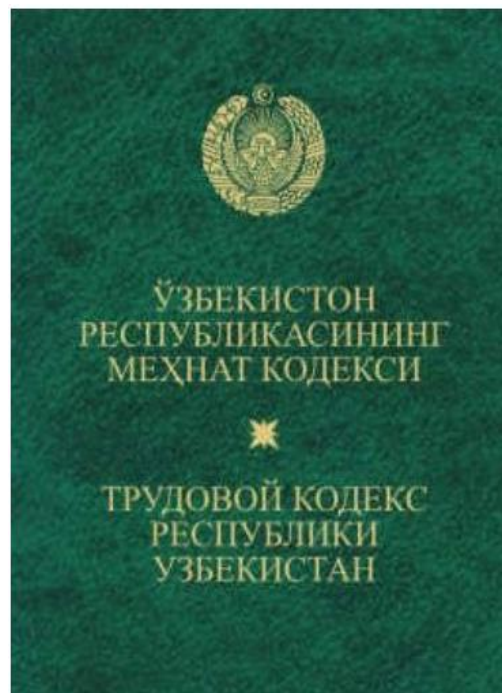 ЎЗБЕКИСТОН
РЕСПУБЛИКАСИНИНГ
МЕҲНАТ КОДЕКСИ
ТРУДОВОЙ КОДЕКС
РЕСПУБЛИКИ
УЗБЕКИСТАН